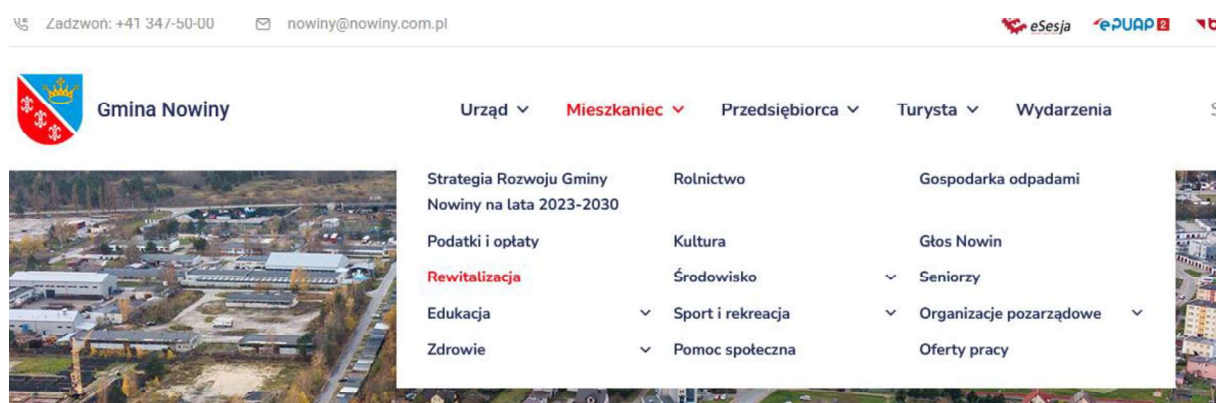 Zadzwoń: +41 347-50-00 nowiny@nowiny.com.pl eSesja ePUAP2
Gmina Nowiny Urząd Mieszkaniec Przedsiębiorca Turysta Wydarzenia
Strategia Rozwoju Gminy Rolnictwo Gospodarka odpadami
Nowiny na lata 2023-2030
Podatki i opłaty Kultura Głos Nowin
Rewitalizacja Środowisko Seniorzy
Edukacja Sport i rekreacja Organizacje pozarządowe
Zdrowie Pomoc społeczna Oferty pracy